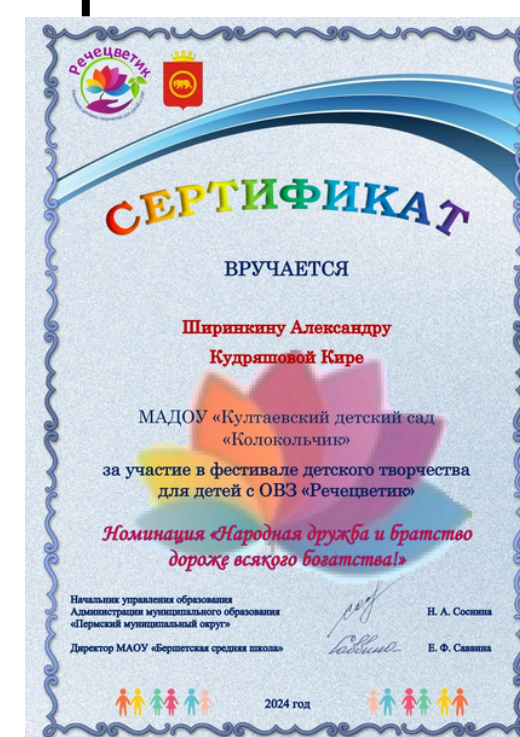 Речецветик
СЕРТИФИКАТ
ВРУЧАЕТСЯ
Ширинкину Александру
Кудряшовой Кире
МАДОУ «Култаевский детский сад
«Колокольчик»
за участие в фестивале детского творчества
для детей с ОВЗ «Речецветик»
Номинация «Народная дружба и братство
дороже всякого богатства!»
Начальник управления образования
Администрации муниципального образования
«Пермский муниципальный округ»
Н. А. Соснина
Директор МАОУ «Бершетская средняя школа»
Е. Ф. Саввина
2024 год